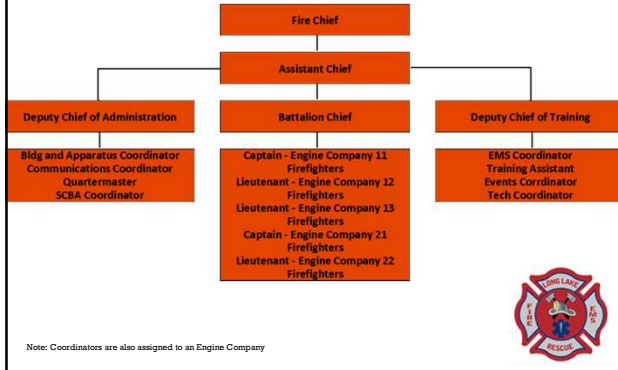 Fire Chief
Assistant Chief
Deputy Chief of Administration
Battalion Chief
Deputy Chief of Training
Bldg and Apparatus Coordinator
Communications Coordinator
Quartermaster
SCBA Coordinator
Captain - Engine Company 11
Firefighters
Lieutenant - Engine Company 12
Firefighters
Lieutenant - Engine Company 13
Firefighters
Captain - Engine Company 21
Firefighters
Lieutenant - Engine Company 22
Firefighters
EMS Coordinator
Training Assistant
Events Corrdinator
Tech Coordinator
LONG LAKE
FIRE
EMS
RESCUE
Note: Coordinators are also assigned to an Engine Company